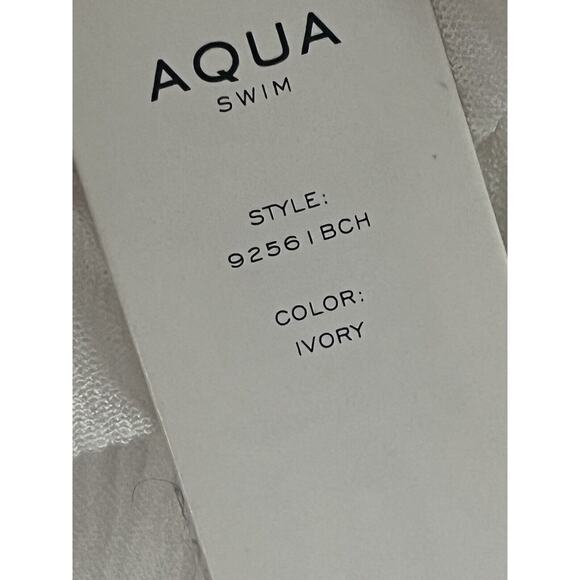 AQUA
SWIM
STYLE:
92561BCH
COLOR:
IVORY